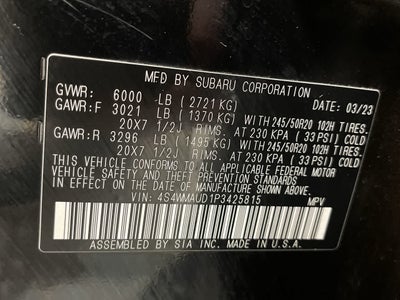 MFD BY SUBARU CORPORATION
GVWR: 6000 LB (2721 KG) DATE: 03/23
GAWR:F 3021 LB (1370 KG) WITH 245/50R20 102H TIRES.
20X7 1/2J RIMS. AT 230 KPA (33 PSI) COLD
GAWR:R 3296 LB (1495 KG) WITH 245/50R20 102H TIRES.
20X7 1/2J RIMS. AT 230 KPA (33 PSI) COLD
THIS VEHICLE CONFORMS TO ALL APPLICABLE FEDERAL MOTOR
VEHICLE SAFETY AND THEFT PREVENTION STANDARDS
IN EFFECT ON THE DATE OF MANUFACTURE SHOWN ABOVE.
VIN: 4S4WMAUD1P3425815 MPV
ASSEMBLED BY SIA INC. MADE IN U.S.A.